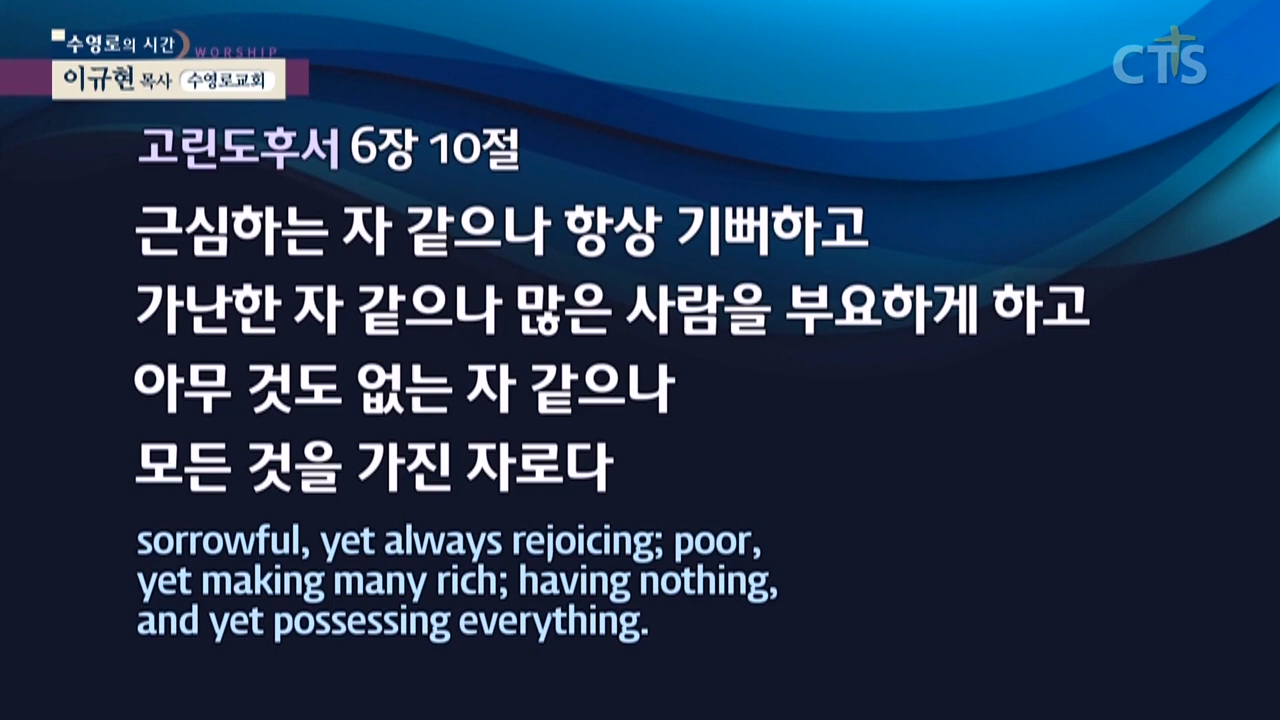 수영로의 시간
WORSHIP
이규현 목사 수영로교회
CTS
고린도후서 6장 10절
근심하는 자 같으나 항상 기뻐하고
가난한 자 같으나 많은 사람을 부요하게 하고
아무 것도 없는 자 같으나
모든 것을 가진 자로다
sorrowful, yet always rejoicing; poor,
yet making many rich; having nothing,
and yet possessing everything.